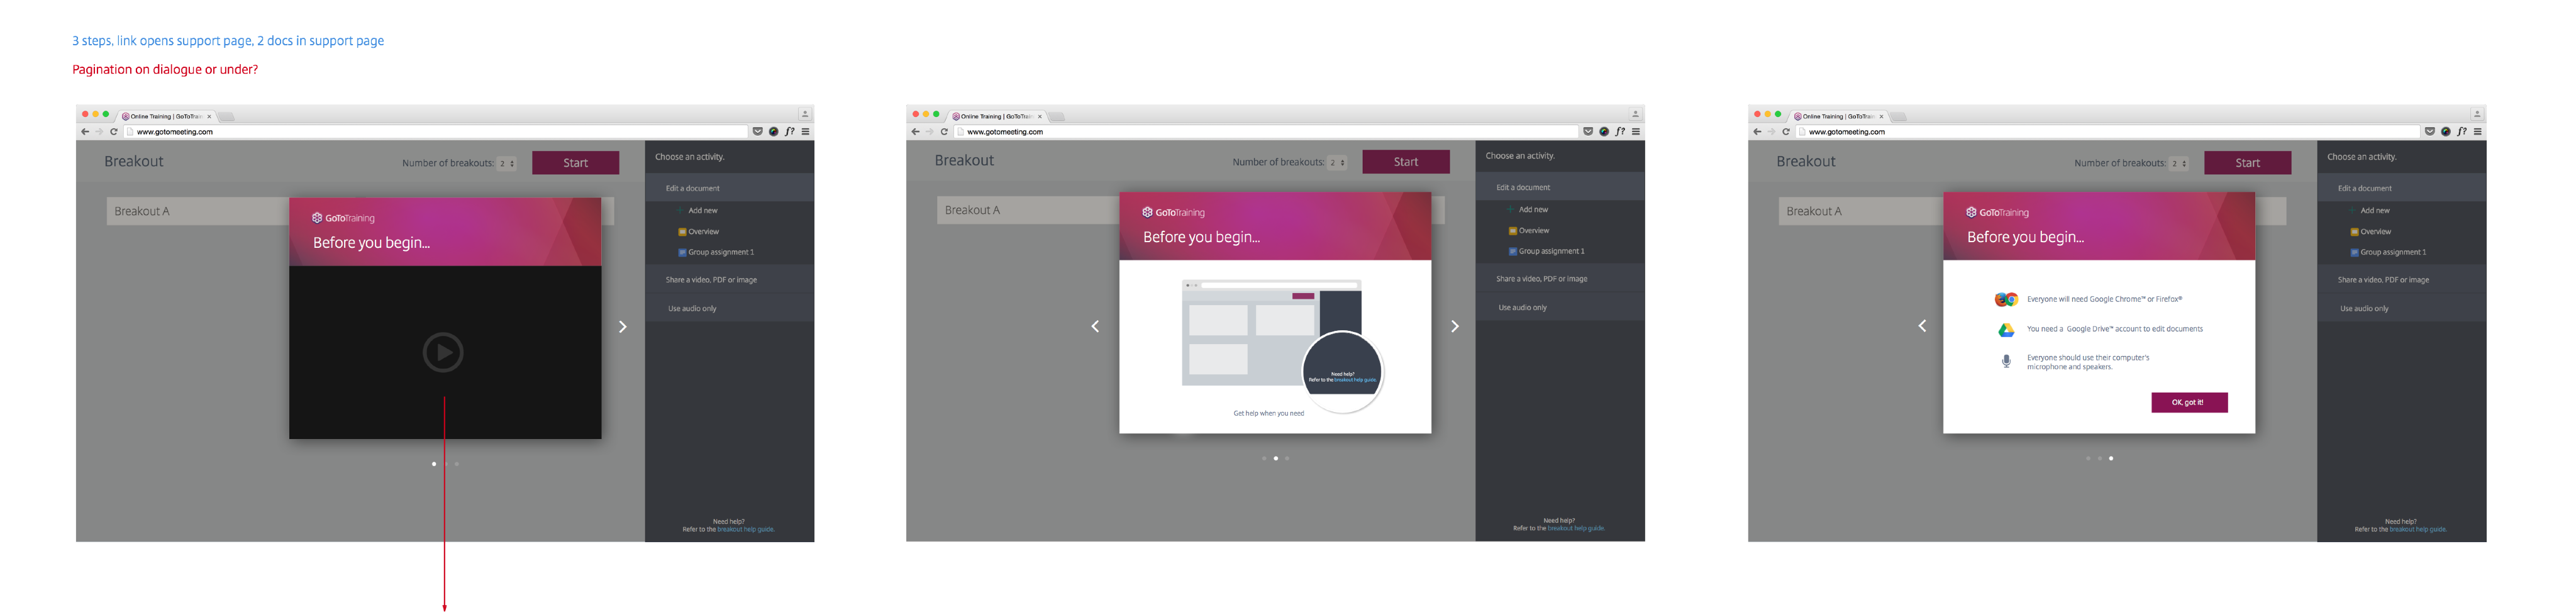 3 steps, link opens support page, 2 docs in support page
Pagination on dialogue or under?
Online Training | GoToTrai
www.gotomeeting.com
f?
Breakout
Number of breakouts: 2
Start
Breakout A
GoToTraining
Before you begin...
Choose an activity.
Edit a document
Add new
Overview
Group assignment 1
Share a video, PDF or image
Use audio only
Need help?
Refer to the breakout help guide.
Online Training | GoToTrai
www.gotomeeting.com
f?
Breakout
Number of breakouts: 2
Start
Breakout A
GoToTraining
Before you begin...
Need help?
Refer to the breakout help guide.
Get help when you need
Choose an activity.
Edit a document
Add new
Overview
Group assignment 1
Share a video, PDF or image
Use audio only
Need help?
Refer to the breakout help guide.
Online Training | GoToTrai
www.gotomeeting.com
f?
Breakout
Number of breakouts: 2
Start
Breakout A
GoToTraining
Before you begin...
Everyone will need Google Chrome™ or Firefox®
You need a Google Drive™ account to edit documents
Everyone should use their computer's
microphone and speakers.
OK, got it!
Choose an activity.
Edit a document
Add new
Overview
Group assignment 1
Share a video, PDF or image
Use audio only
Need help?
Refer to the breakout help guide.